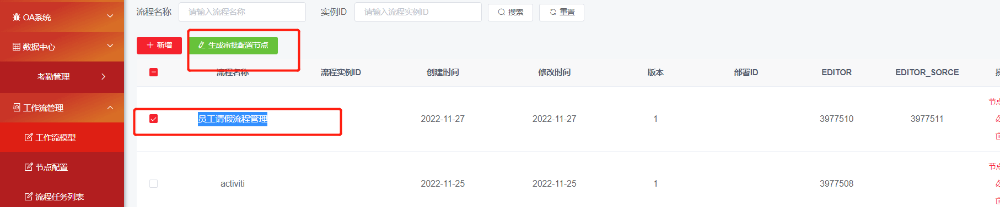 OA系统
数据中心
考勤管理
工作流管理
工作流模型
节点配置
流程任务列表
流程名称 请输入流程名称 实例ID 请输入流程实例ID 搜索 重置
新增 生成审批配置节点
流程名称 流程实例ID 创建时间 修改时间 版本 部署ID EDITOR EDITOR_SORCE
员工请假流程管理 2022-11-27 2022-11-27 1 3977510 3977511
activiti 2022-11-25 2022-11-25 1 3977508